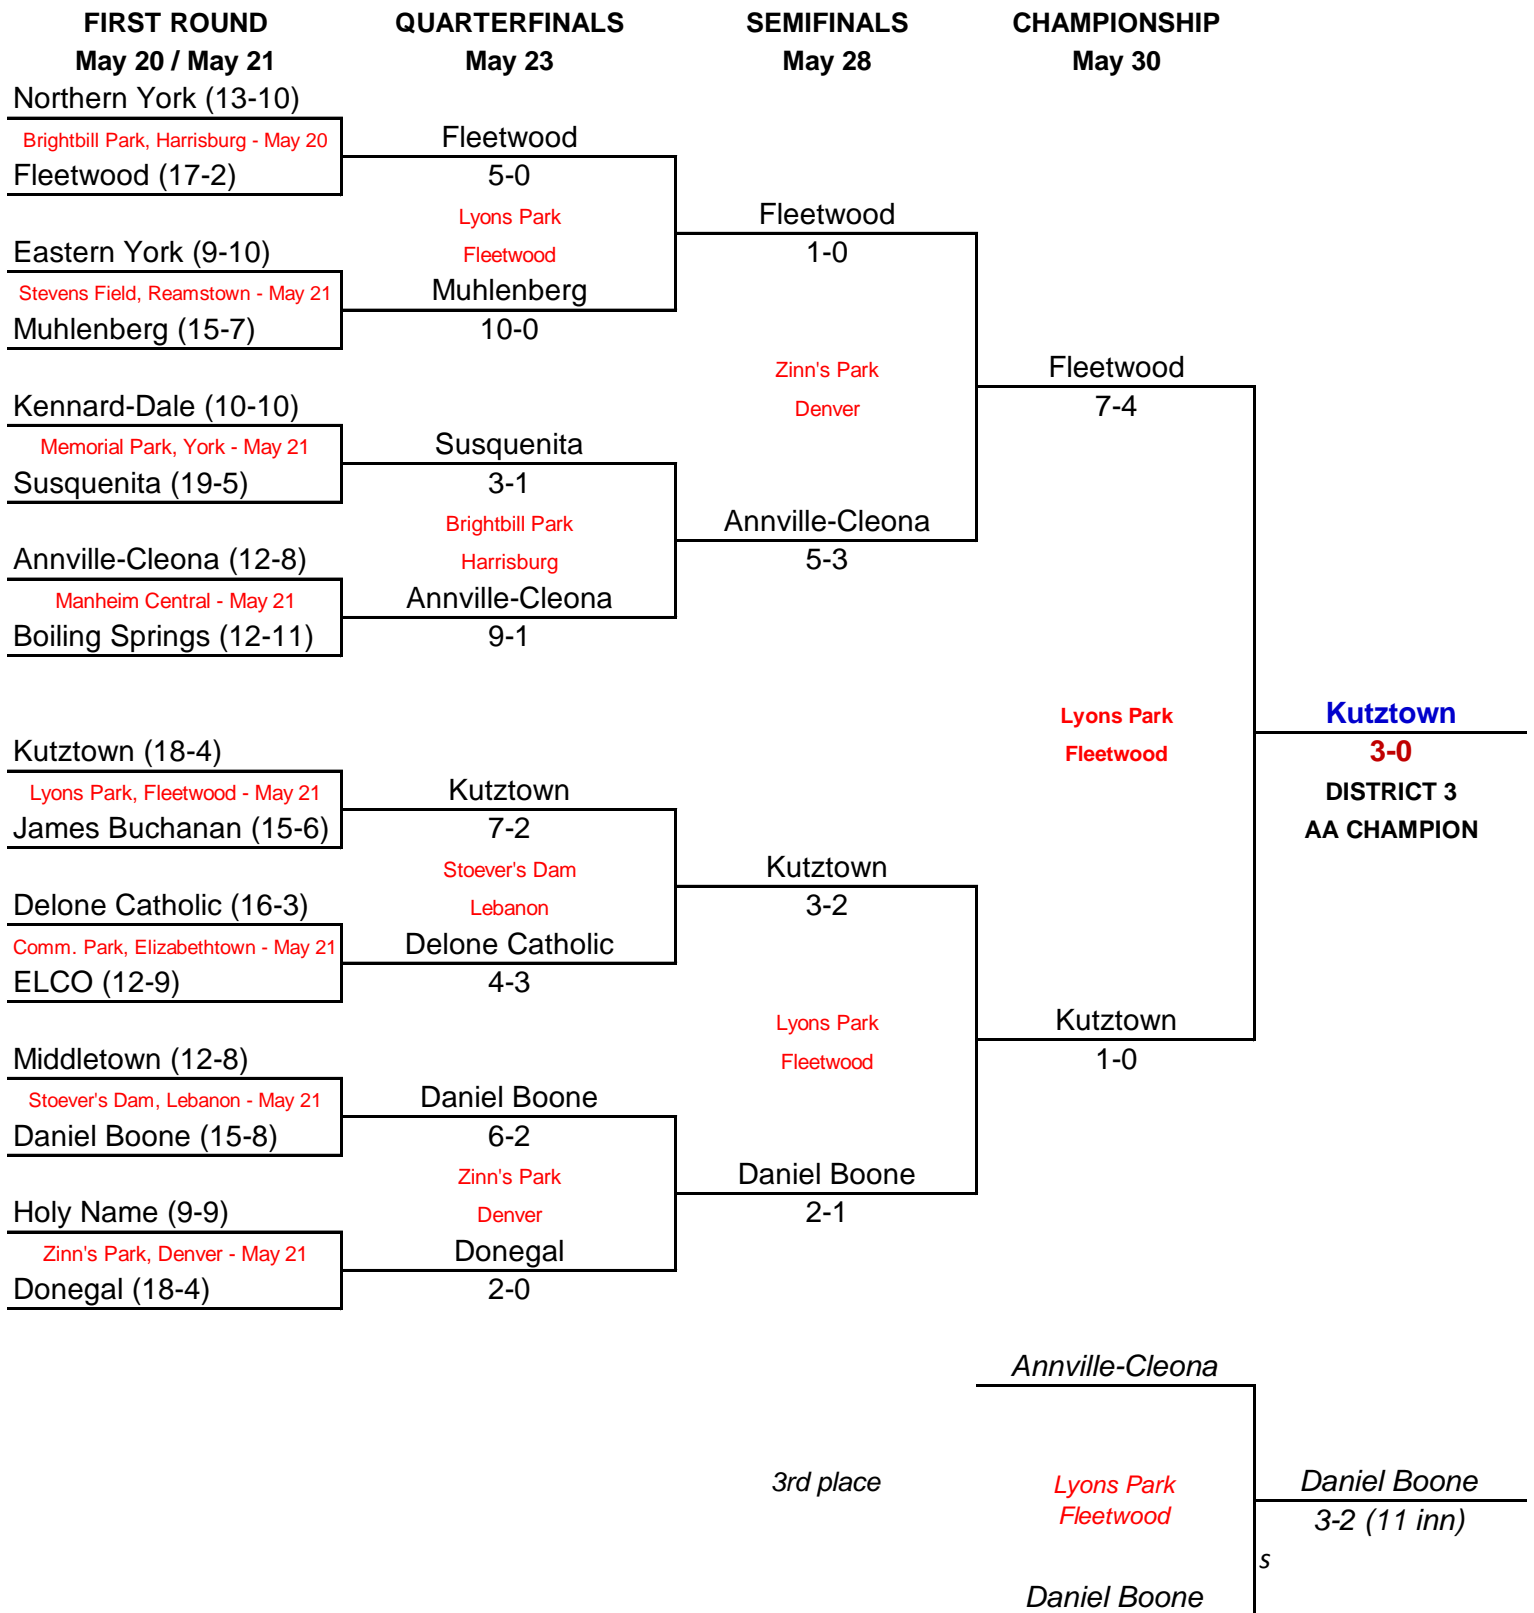 FIRST ROUND QUARTERFINALS SEMIFINALS CHAMPIONSHIP
May 20 / May 21 May 23 May 28 May 30
Northern York (13-10)
Brightbill Park, Harrisburg - May 20 Fleetwood
Fleetwood (17-2) 5-0
Lyons Park Fleetwood
Eastern York (9-10) Fleetwood 1-0
Stevens Field, Reamstown - May 21 Muhlenberg
Muhlenberg (15-7) 10-0
Zinn's Park Fleetwood
Kennard-Dale (10-10) Denver 7-4
Memorial Park, York - May 21 Susquenita
Susquenita (19-5) 3-1
Brightbill Park Annville-Cleona
Annville-Cleona (12-8) Harrisburg 5-3
Manheim Central - May 21 Annville-Cleona
Boiling Springs (12-11) 9-1
Lyons Park Kutztown
Kutztown (18-4) Fleetwood 3-0
Lyons Park, Fleetwood - May 21 Kutztown DISTRICT 3
James Buchanan (15-6) 7-2 AA CHAMPION
Stoever's Dam Kutztown
Delone Catholic (16-3) Lebanon 3-2
Comm. Park, Elizabethtown - May 21 Delone Catholic
ELCO (12-9) 4-3
Lyons Park Kutztown
Middletown (12-8) Fleetwood 1-0
Stoever's Dam, Lebanon - May 21 Daniel Boone
Daniel Boone (15-8) 6-2
Zinn's Park Daniel Boone
Holy Name (9-9) Denver 2-1
Zinn's Park, Denver - May 21 Donegal
Donegal (18-4) 2-0
Annville-Cleona
3rd place Lyons Park Daniel Boone
Fleetwood 3-2 (11 inn)
s
Daniel Boone